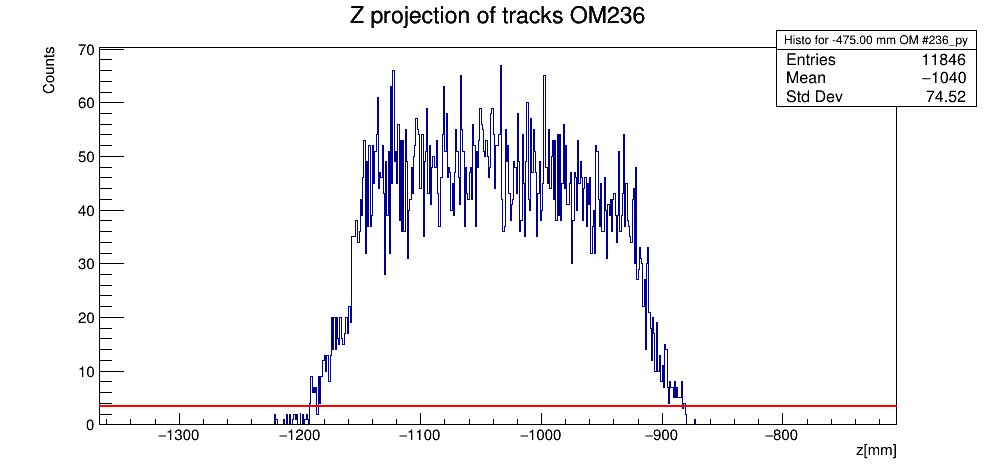 Z projection of tracks OM236
Histo for -475.00 mm OM #236_py
Entries 11846
Mean −1040
Std Dev 74.52
Counts
70
60
50
40
30
20
10
0
−1300 −1200 −1100 −1000 −900 −800
z[mm]